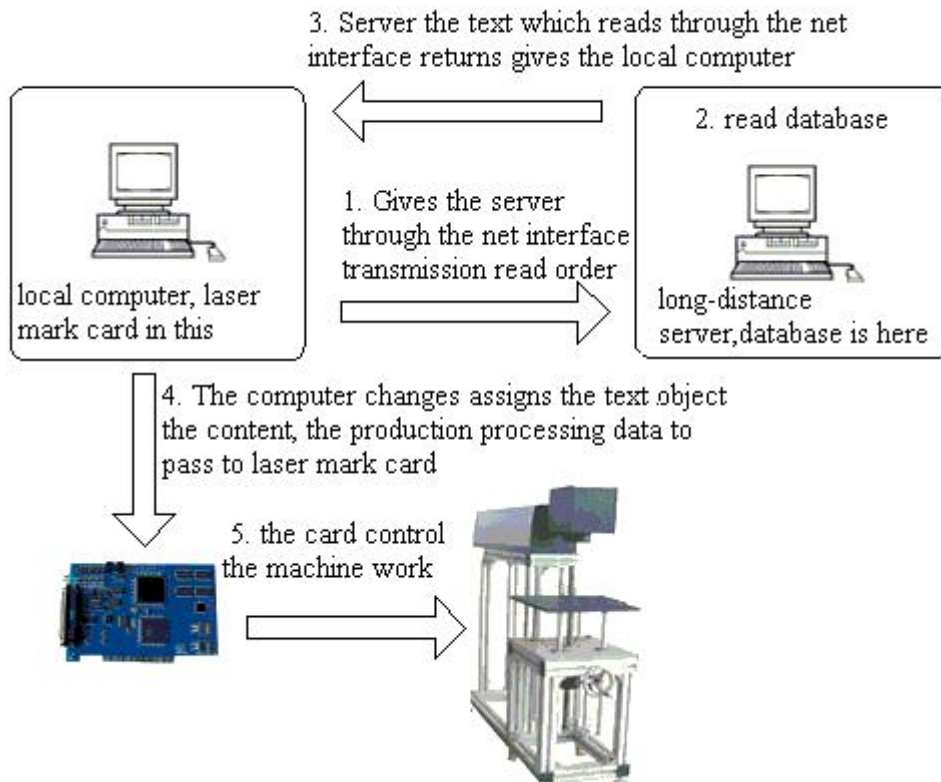 3. Server the text which reads through the net
interface returns gives the local computer
2. read database
1. Gives the server
through the net interface
transmission read order
local computer, laser
mark card in this
long-distance
server,database is here
4. The computer changes assigns the text object
the content, the production processing data to
pass to laser mark card
5. the card control
the machine work